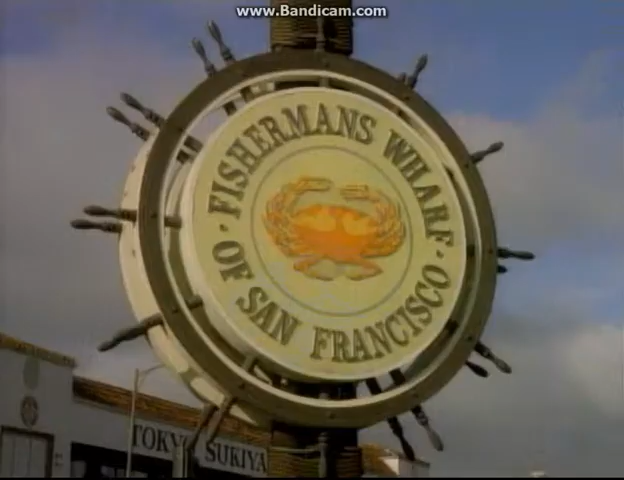 www.Bandicam.com
· FISHERMANS WHARF ·
OF SAN FRANCISCO
TOKYO SUKIYA